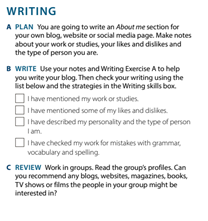 WRITING
A PLAN You are going to write an About me section for
your own blog, website or social media page. Make notes
about your work or studies, your likes and dislikes and
the type of person you are.
B WRITE Use your notes and Writing Exercise A to help
you write your blog. Then check your writing using the
list below and the strategies in the Writing skills box.
I have mentioned my work or studies.
I have mentioned some of my likes and dislikes.
I have described my personality and the type of person
I am.
I have checked my work for mistakes with grammar,
vocabulary and spelling.
C REVIEW Work in groups. Read the group's profiles. Can
you recommend any blogs, websites, magazines, books,
TV shows or films the people in your group might be
interested in?